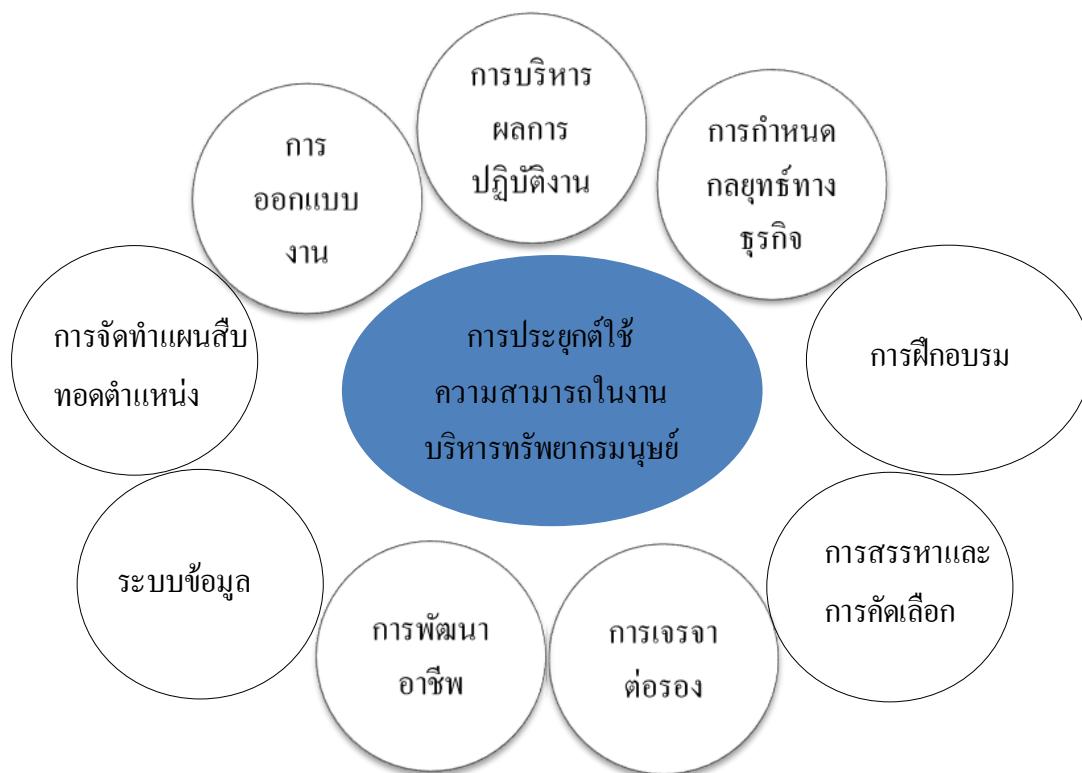 การบริหาร
ผลการ
ปฏิบัติงาน
การกำหนด
กลยุทธ์ทาง
ธุรกิจ
การฝึกอบรม
การสรรหาและ
การคัดเลือก
การเจรจา
ต่อรอง
การพัฒนา
อาชีพ
ระบบข้อมูล
การจัดทำแผนสืบ
ทอดตำแหน่ง
การ
ออกแบบ
งาน
การประยุกต์ใช้
ความสามารถในงาน
บริหารทรัพยากรมนุษย์